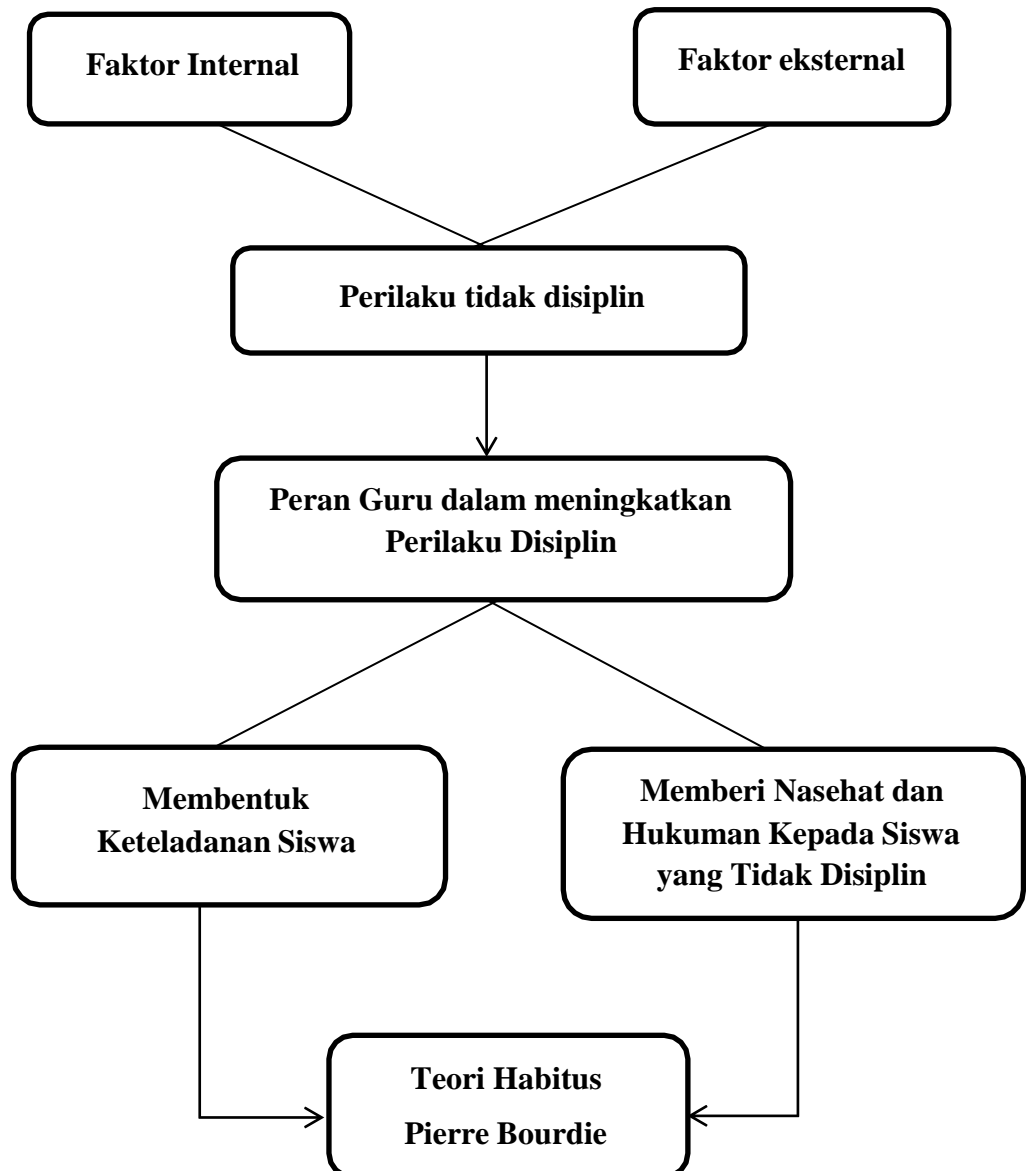 Faktor Internal
Faktor eksternal
Perilaku tidak disiplin
Peran Guru dalam meningkatkan
Perilaku Disiplin
Membentuk
Keteladanan Siswa
Memberi Nasehat dan
Hukuman Kepada Siswa
yang Tidak Disiplin
Teori Habitus
Pierre Bourdie